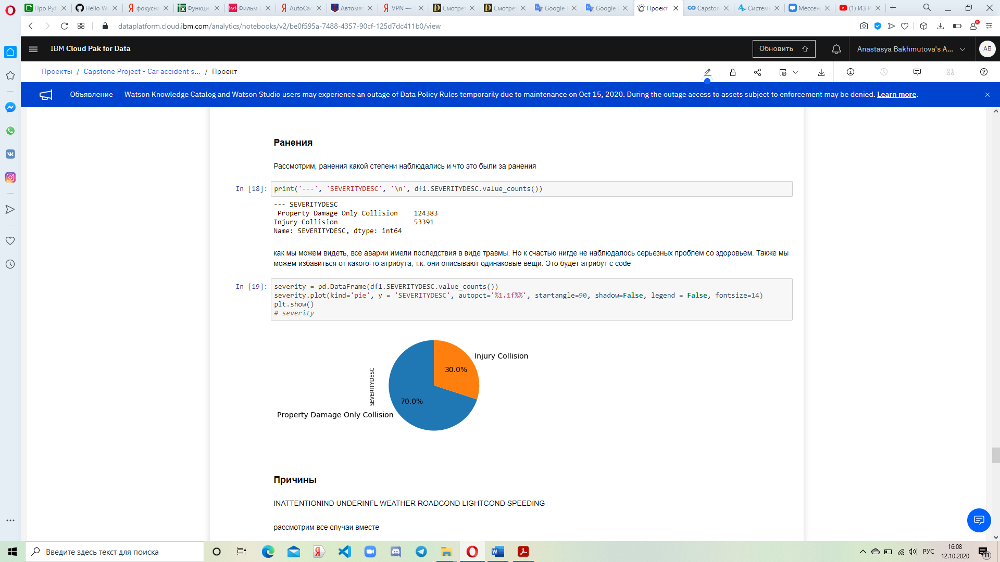 Про Pyt
Hello Wo
фокусна
Функци
Фильм Б
AutoCad
Автомат
VPN —
Смотрет
Смотрет
Google
Google
Проект
Capston
Систем
Мессен
(1) ИЗ Р
dataplatform.cloud.ibm.com/analytics/notebooks/v2/be0f595a-7488-4357-90cf-125d7dc411b0/view
IBM Cloud Pak for Data
Обновить
Anastasya Bakhmutova's A...
AB
Проекты / Capstone Project - Car accident s... / Проект
Объявление Watson Knowledge Catalog and Watson Studio users may experience an outage of Data Policy Rules temporarily due to maintenance on Oct 15, 2020. During the outage access to assets subject to enforcement may be denied. Learn more.
Ранения
Рассмотрим, ранения какой степени наблюдались и что это были за ранения
In [18]: print('---', 'SEVERITYDESC', '\n', df1.SEVERITYDESC.value_counts())
--- SEVERITYDESC
Property Damage Only Collision 124383
Injury Collision 53391
Name: SEVERITYDESC, dtype: int64
как мы можем видеть, все аварии имели последствия в виде травмы. Но к счастью нигде не наблюдалось серьезных проблем со здоровьем. Также мы
можем избавиться от какого-то атрибута, т.к. они описывают одинаковые вещи. Это будет атрибут с code
In [19]: severity = pd.DataFrame(df1.SEVERITYDESC.value_counts())
severity.plot(kind='pie', y = 'SEVERITYDESC', autopct='%1.1f%%', startangle=90, shadow=False, legend = False, fontsize=14)
plt.show()
# severity
Injury Collision
30.0%
SEVERITYDESC
70.0%
Property Damage Only Collision
Причины
INATTENTIONIND UNDERINFL WEATHER ROADCOND LIGHTCOND SPEEDING
рассмотрим все случаи вместе
Введите здесь текст для поиска
РУС
16:08
12.10.2020
11